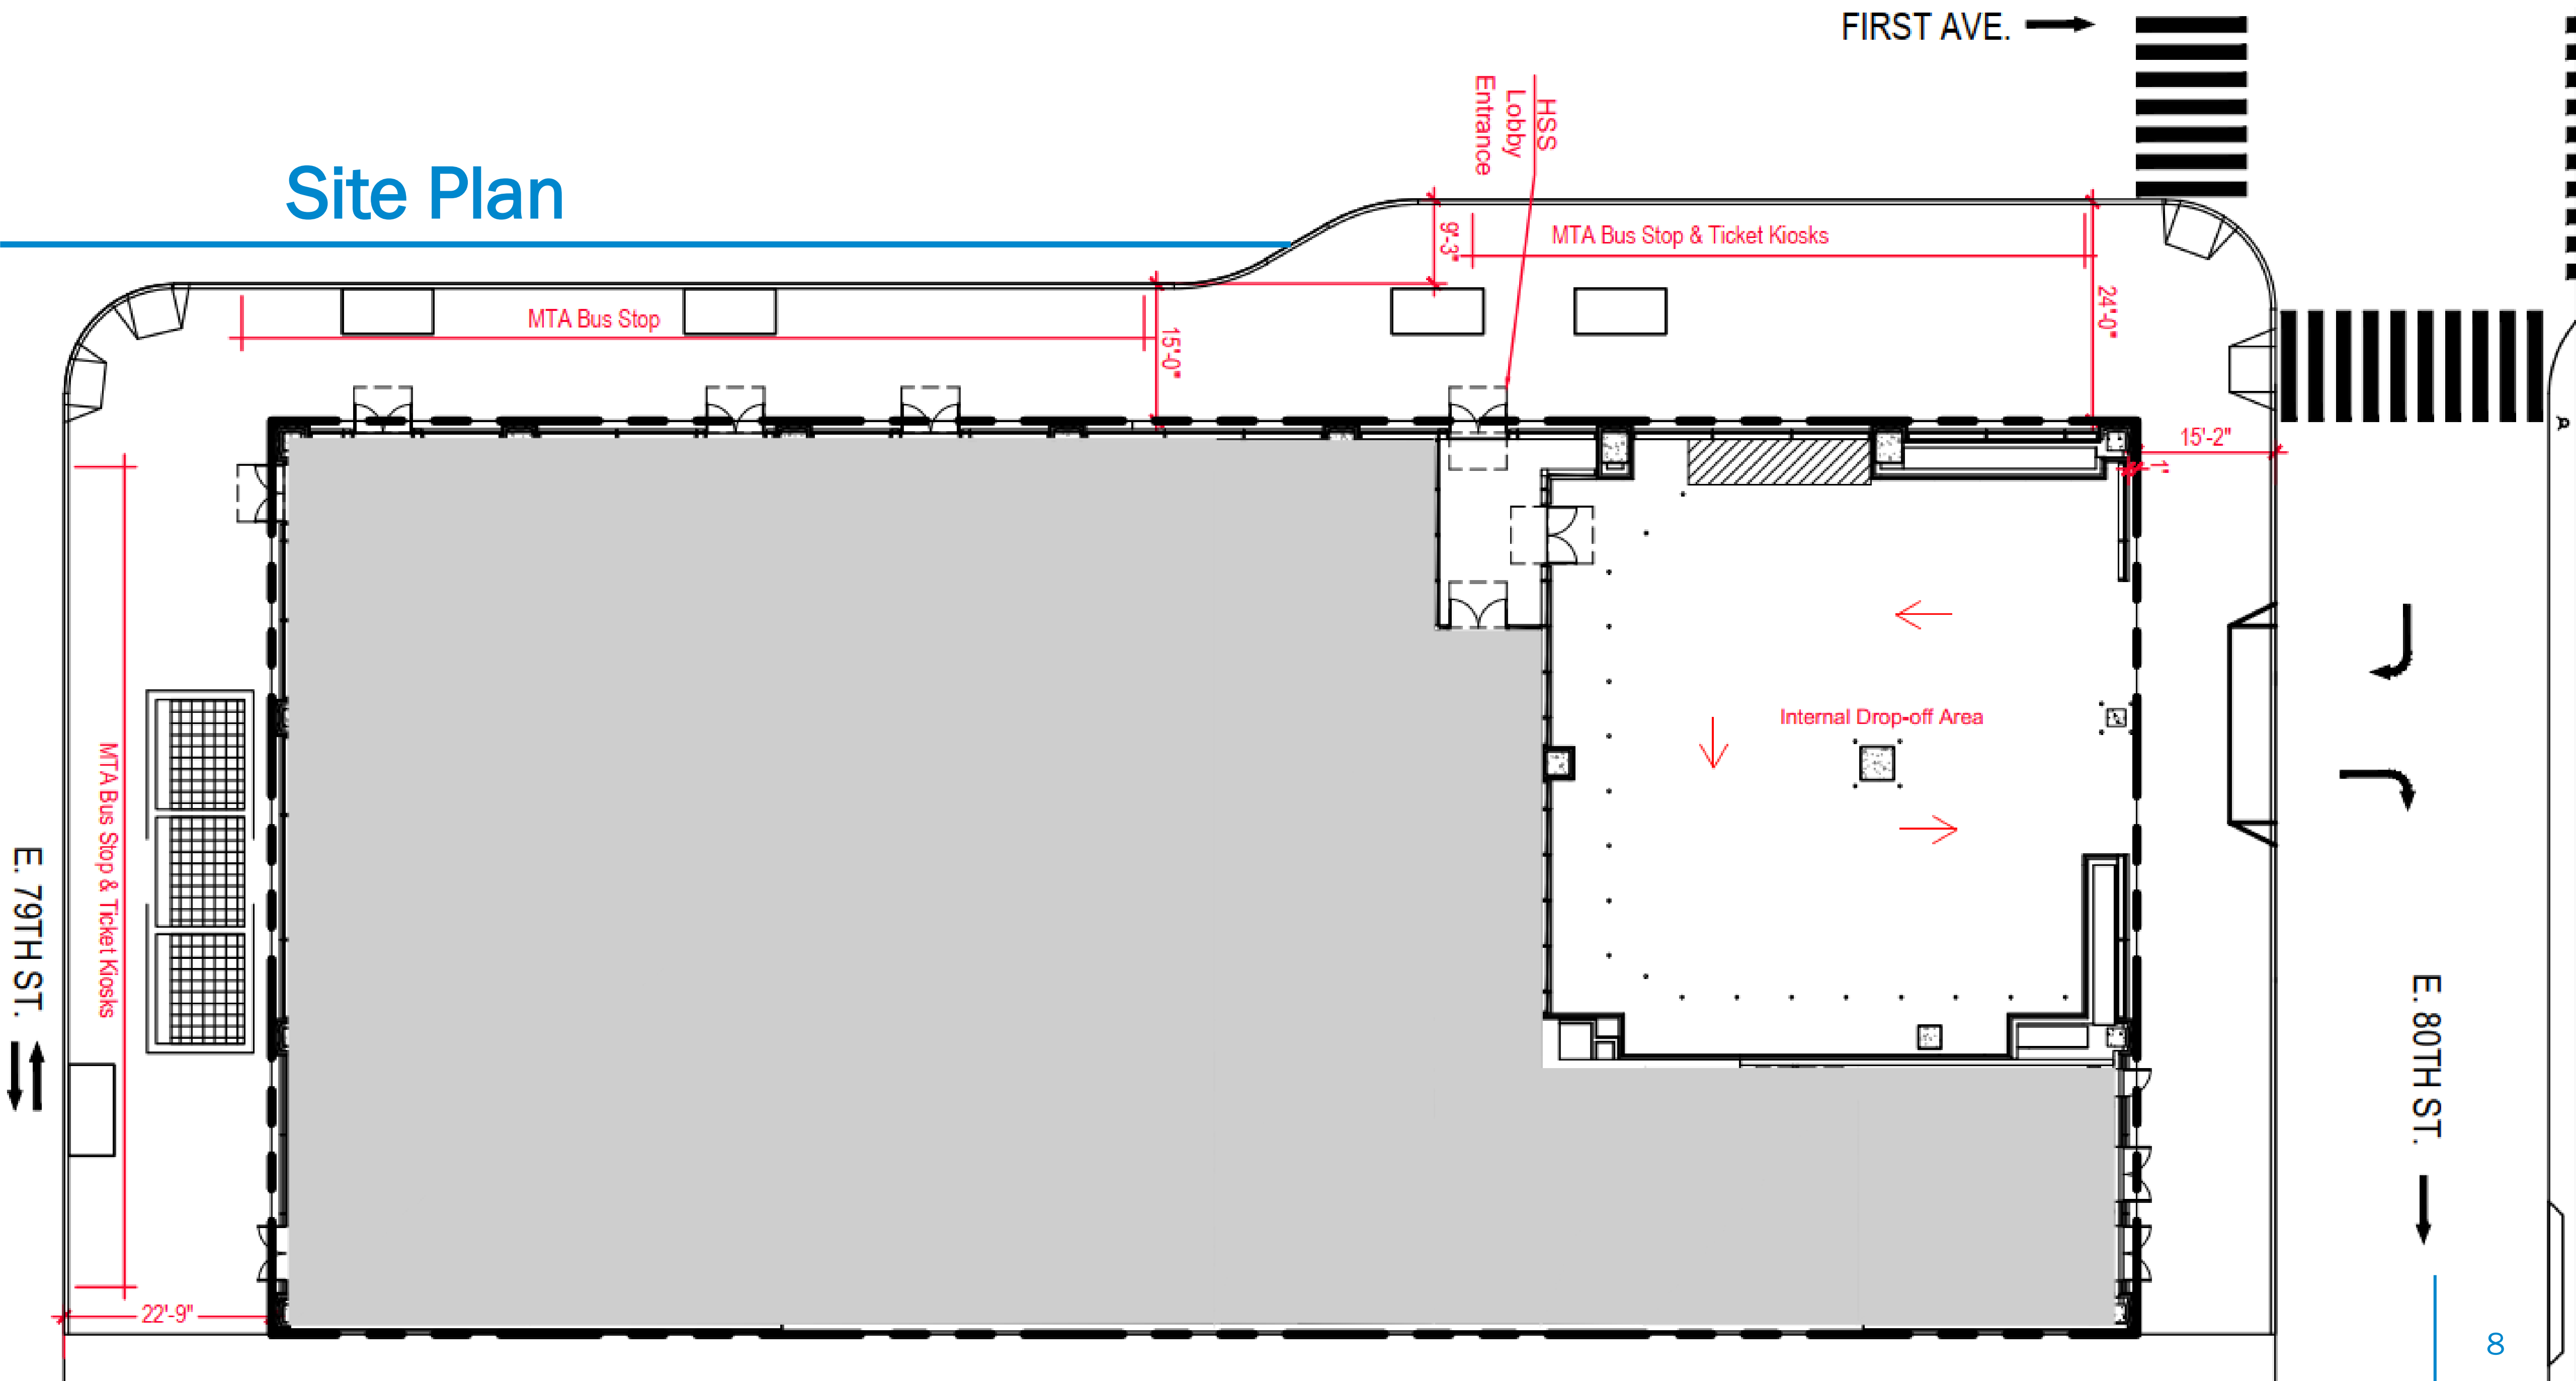 FIRST AVE.
HSS
Lobby
Entrance
Site Plan
9'-3"
MTA Bus Stop & Ticket Kiosks
24'-0"
MTA Bus Stop
15'-0"
15'-2"
1"
Internal Drop-off Area
MTA Bus Stop & Ticket Kiosks
E. 79TH ST.
E. 80TH ST.
22'-9"
8